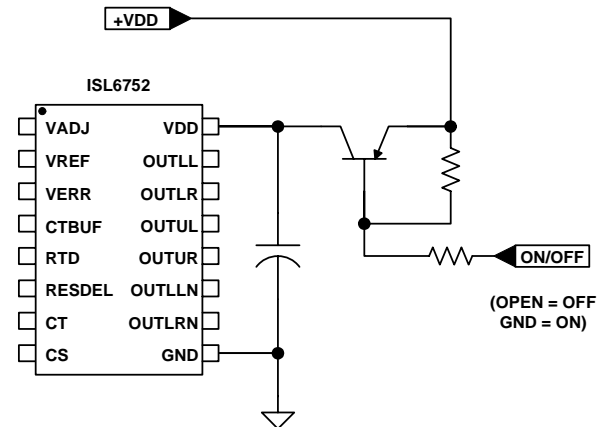 +VDD
ISL6752
VADJ VDD
VREF OUTLL
VERR OUTLR
CTBUF OUTUL
RTD OUTUR
RESDEL OUTLLN
CT OUTLRN
CS GND
ON/OFF
(OPEN = OFF
GND = ON)